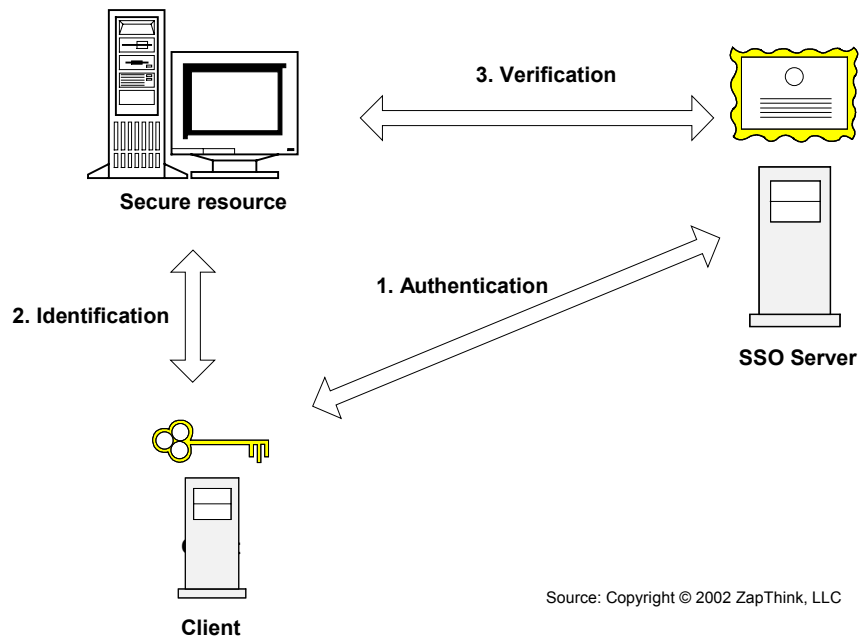 3. Verification
Secure resource
1. Authentication
2. Identification
SSO Server
Client
Source: Copyright © 2002 ZapThink, LLC